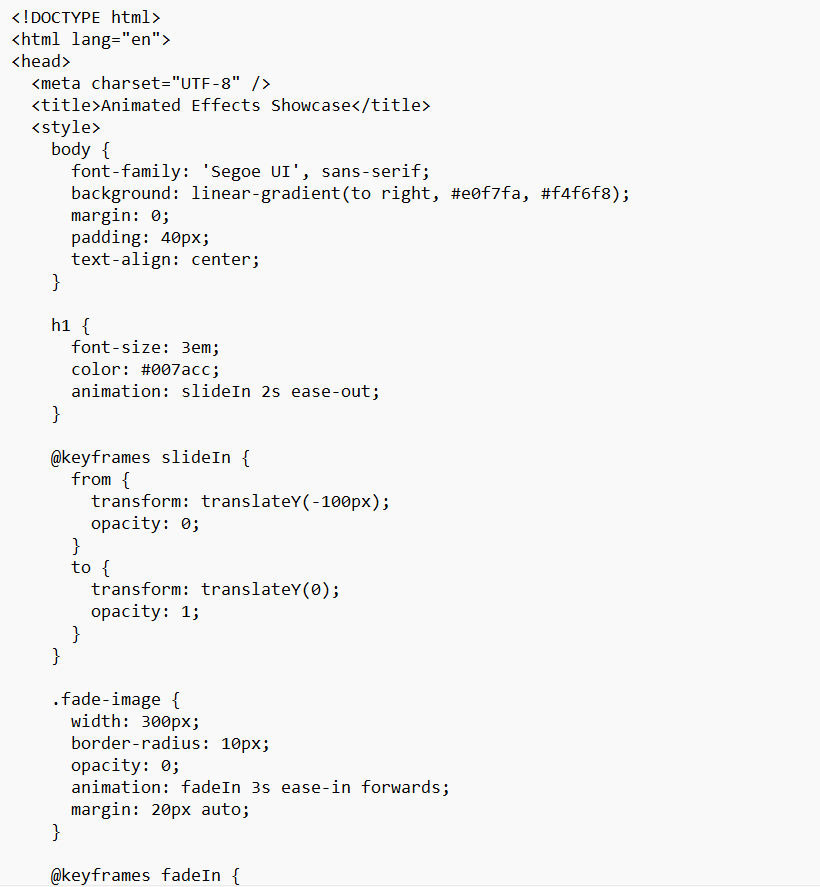 <!DOCTYPE html>
<html lang="en">
<head>
  <meta charset="UTF-8" />
  <title>Animated Effects Showcase</title>
  <style>
    body {
      font-family: 'Segoe UI', sans-serif;
      background: linear-gradient(to right, #e0f7fa, #f4f6f8);
      margin: 0;
      padding: 40px;
      text-align: center;
    }

    h1 {
      font-size: 3em;
      color: #007acc;
      animation: slideIn 2s ease-out;
    }

    @keyframes slideIn {
      from {
        transform: translateY(-100px);
        opacity: 0;
      }
      to {
        transform: translateY(0);
        opacity: 1;
      }
    }

    .fade-image {
      width: 300px;
      border-radius: 10px;
      opacity: 0;
      animation: fadeIn 3s ease-in forwards;
      margin: 20px auto;
    }

    @keyframes fadeIn {